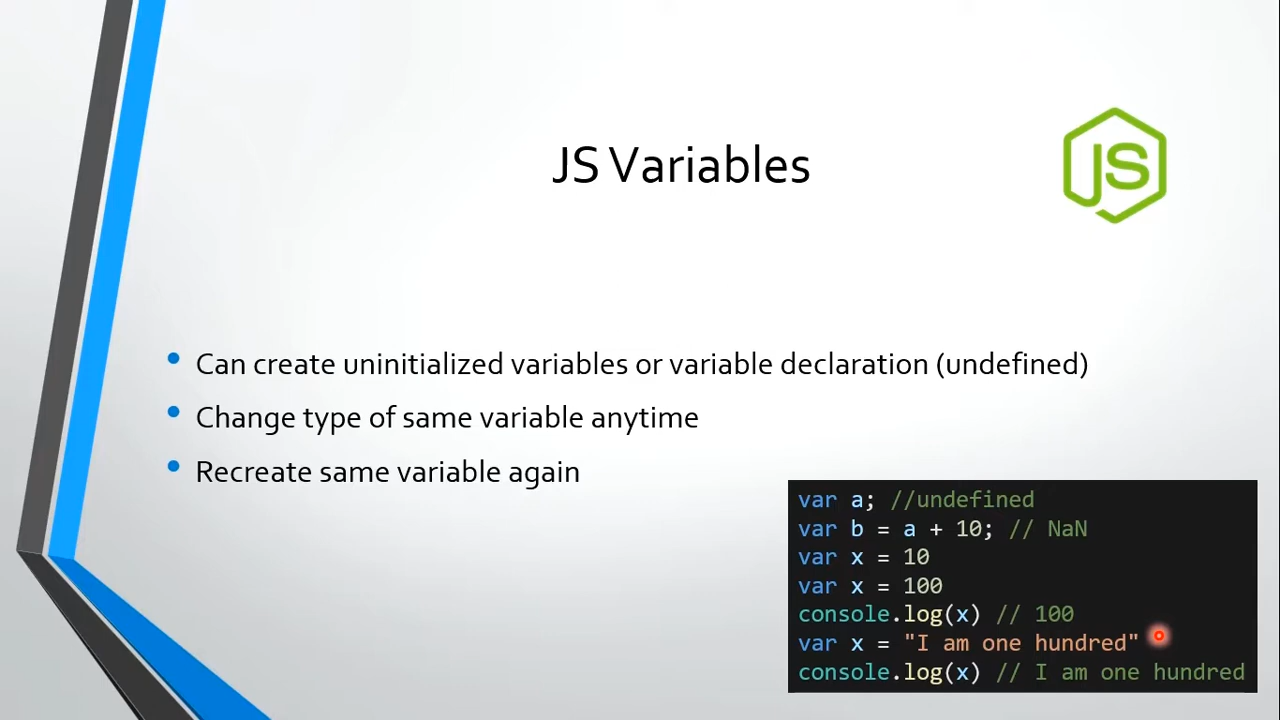 JS Variables
JS
Can create uninitialized variables or variable declaration (undefined)
Change type of same variable anytime
Recreate same variable again
var a; //undefined
var b = a + 10; // NaN
var x = 10
var x = 100
console.log(x) // 100
var x = "I am one hundred"
console.log(x) // I am one hundred